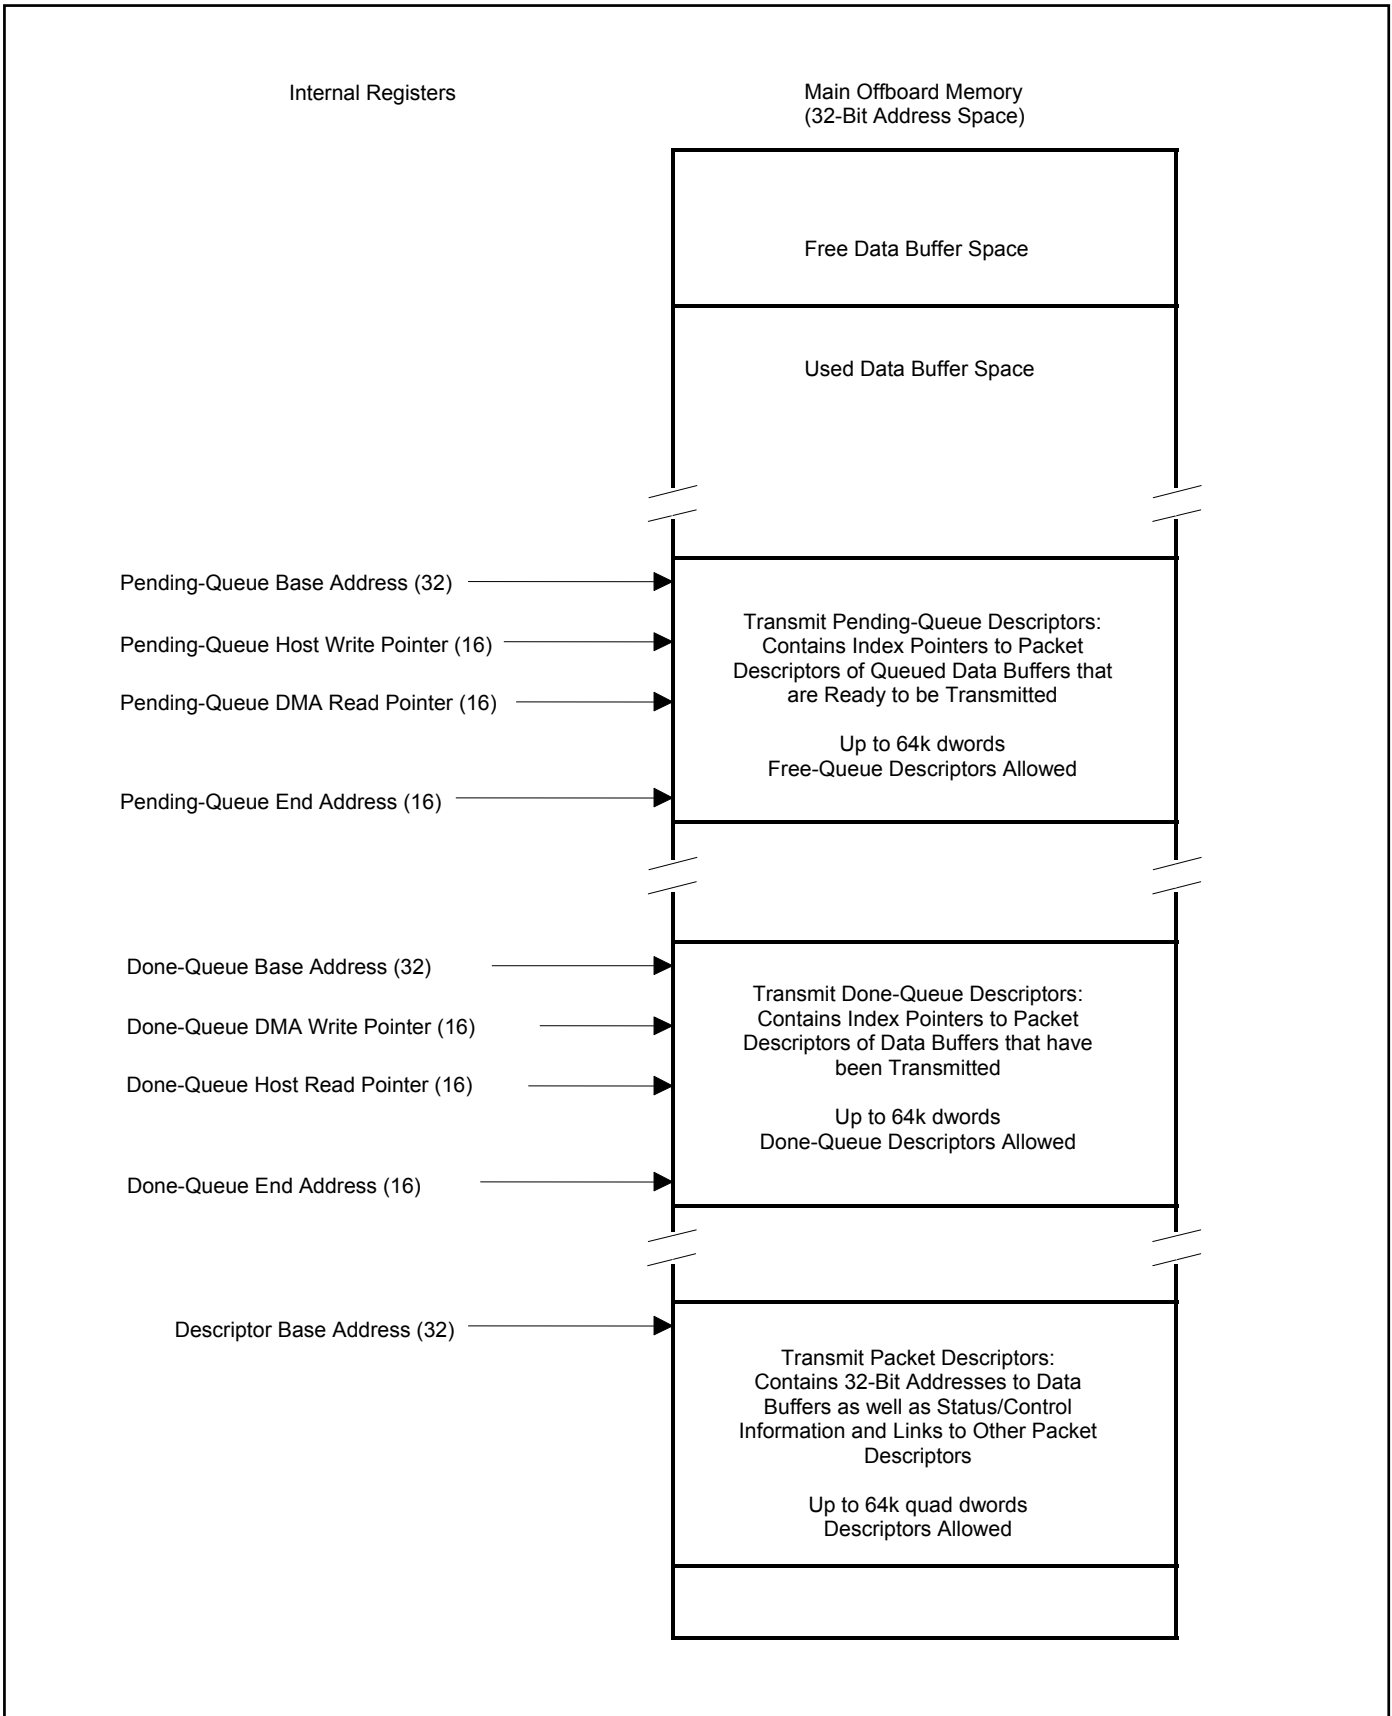 Internal Registers
Main Offboard Memory
(32-Bit Address Space)
Free Data Buffer Space
Used Data Buffer Space
Pending-Queue Base Address (32)
Pending-Queue Host Write Pointer (16)
Pending-Queue DMA Read Pointer (16)
Pending-Queue End Address (16)
Transmit Pending-Queue Descriptors:
Contains Index Pointers to Packet
Descriptors of Queued Data Buffers that
are Ready to be Transmitted
Up to 64k dwords
Free-Queue Descriptors Allowed
Done-Queue Base Address (32)
Done-Queue DMA Write Pointer (16)
Done-Queue Host Read Pointer (16)
Done-Queue End Address (16)
Transmit Done-Queue Descriptors:
Contains Index Pointers to Packet
Descriptors of Data Buffers that have
been Transmitted
Up to 64k dwords
Done-Queue Descriptors Allowed
Descriptor Base Address (32)
Transmit Packet Descriptors:
Contains 32-Bit Addresses to Data
Buffers as well as Status/Control
Information and Links to Other Packet
Descriptors
Up to 64k quad dwords
Descriptors Allowed